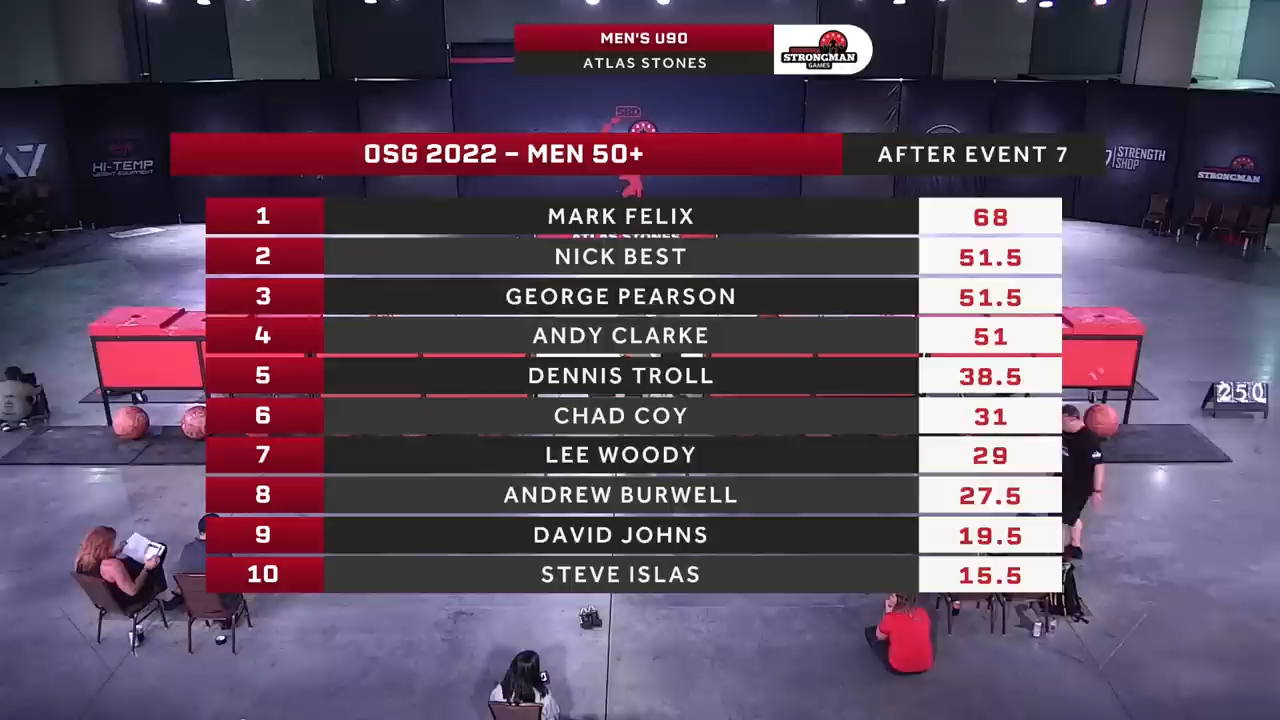 MEN'S U90
ATLAS STONES
STRONGMAN
GAMES
SBD
HI-TEMP
OSG 2022 – MEN 50+
AFTER EVENT 7
STRENGTH
SHOP
STRONGMAN
1 MARK FELIX 68
2 NICK BEST 51.5
3 GEORGE PEARSON 51.5
4 ANDY CLARKE 51
5 DENNIS TROLL 38.5
6 CHAD COY 31
7 LEE WOODY 29
8 ANDREW BURWELL 27.5
9 DAVID JOHNS 19.5
10 STEVE ISLAS 15.5
250